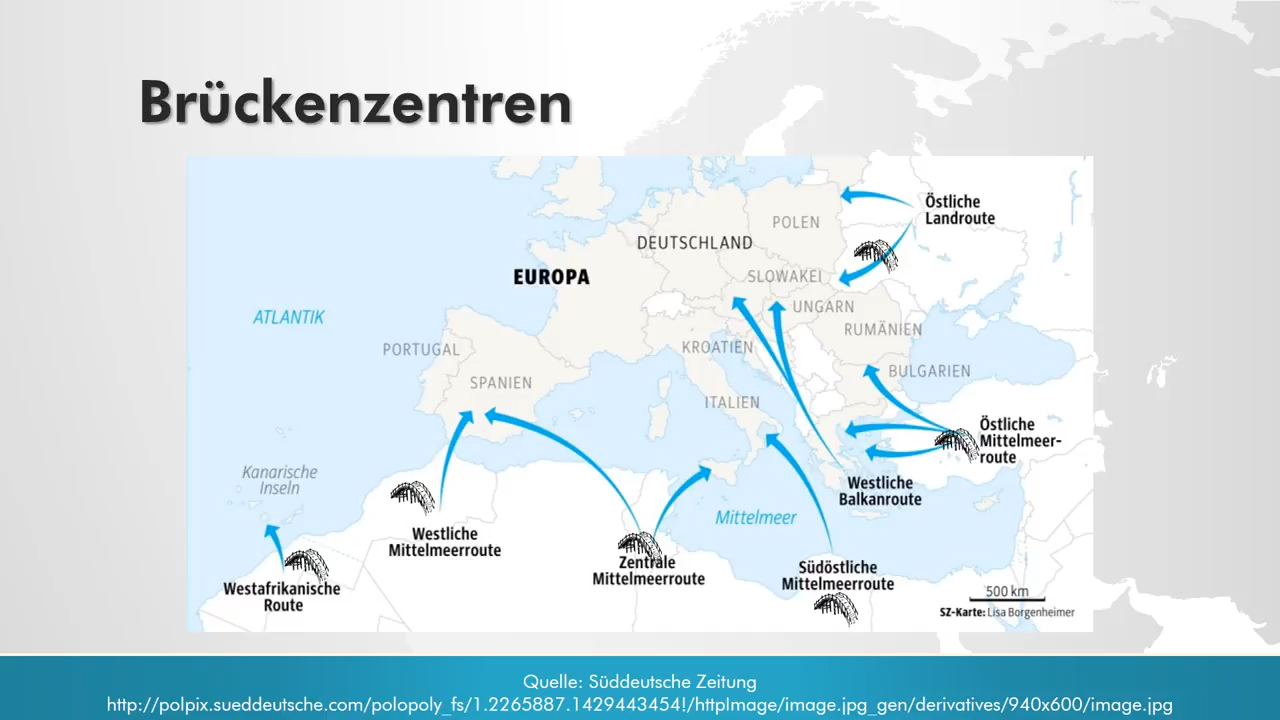 Brückenzentren
Östliche
Landroute
POLEN
DEUTSCHLAND
EUROPA
SLOWAKEI
UNGARN
ATLANTIK
RUMÄNIEN
PORTUGAL
KROATIEN
BULGARIEN
SPANIEN
ITALIEN
Östliche
Mittelmeer-
route
Kanarische
Inseln
Westliche
Balkanroute
Mittelmeer
Westliche
Mittelmeerroute
Zentrale
Mittelmeerroute
Südöstliche
Mittelmeerroute
Westafrikanische
Route
500 km
SZ-Karte: Lisa Borgenheimer
Quelle: Süddeutsche Zeitung
http://polpix.sueddeutsche.com/polopoly_fs/1.2265887.1429443454!/httpImage/image.jpg_gen/derivatives/940x600/image.jpg